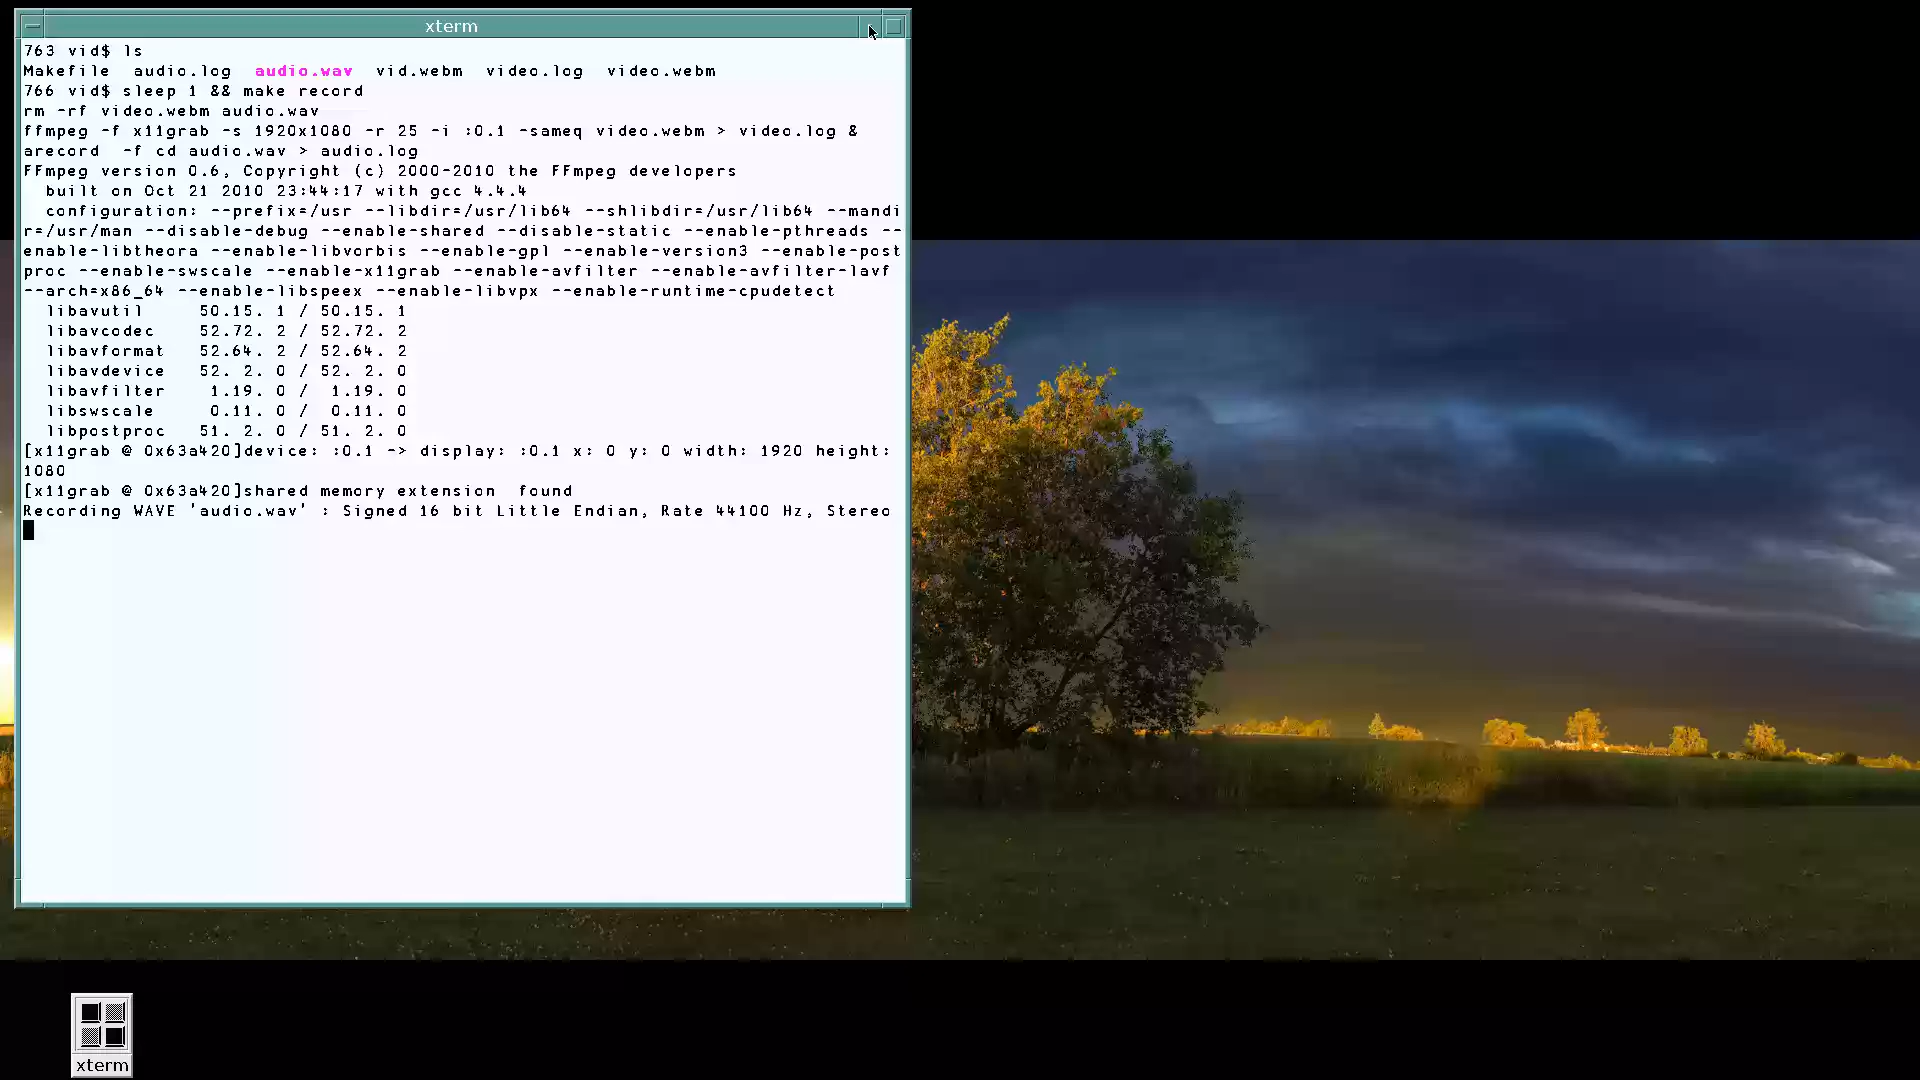 xterm
763 vid$ ls
Makefile  audio.log  audio.wav  vid.webm  video.log  video.webm
766 vid$ sleep 1 && make record
rm -rf video.webm audio.wav
ffmpeg -f x11grab -s 1920x1080 -r 25 -i :0.1 -sameq video.webm > video.log &
arecord  -f cd audio.wav > audio.log
FFmpeg version 0.6, Copyright (c) 2000-2010 the FFmpeg developers
  built on Oct 21 2010 23:44:17 with gcc 4.4.4
  configuration: --prefix=/usr --libdir=/usr/lib64 --shlibdir=/usr/lib64 --mandi
r=/usr/man --disable-debug --enable-shared --disable-static --enable-pthreads --
enable-libtheora --enable-libvorbis --enable-gpl --enable-version3 --enable-post
proc --enable-swscale --enable-x11grab --enable-avfilter --enable-avfilter-lavf
--arch=x86_64 --enable-libspeex --enable-libvpx --enable-runtime-cpudetect
  libavutil     50.15. 1 / 50.15. 1
  libavcodec    52.72. 2 / 52.72. 2
  libavformat   52.64. 2 / 52.64. 2
  libavdevice   52. 2. 0 / 52. 2. 0
  libavfilter    1.19. 0 /  1.19. 0
  libswscale     0.11. 0 /  0.11. 0
  libpostproc   51. 2. 0 / 51. 2. 0
[x11grab @ 0x63a420]device: :0.1 -> display: :0.1 x: 0 y: 0 width: 1920 height:
1080
[x11grab @ 0x63a420]shared memory extension  found
Recording WAVE 'audio.wav' : Signed 16 bit Little Endian, Rate 44100 Hz, Stereo
xterm